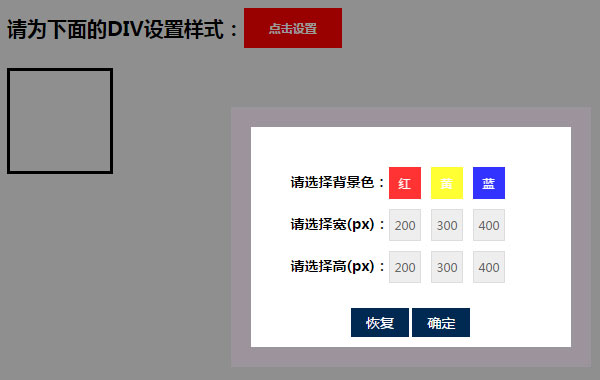 请为下面的DIV设置样式： 点击设置
请选择背景色： 红 黄 蓝
请选择宽(px)： 200 300 400
请选择高(px)： 200 300 400
恢复 确定